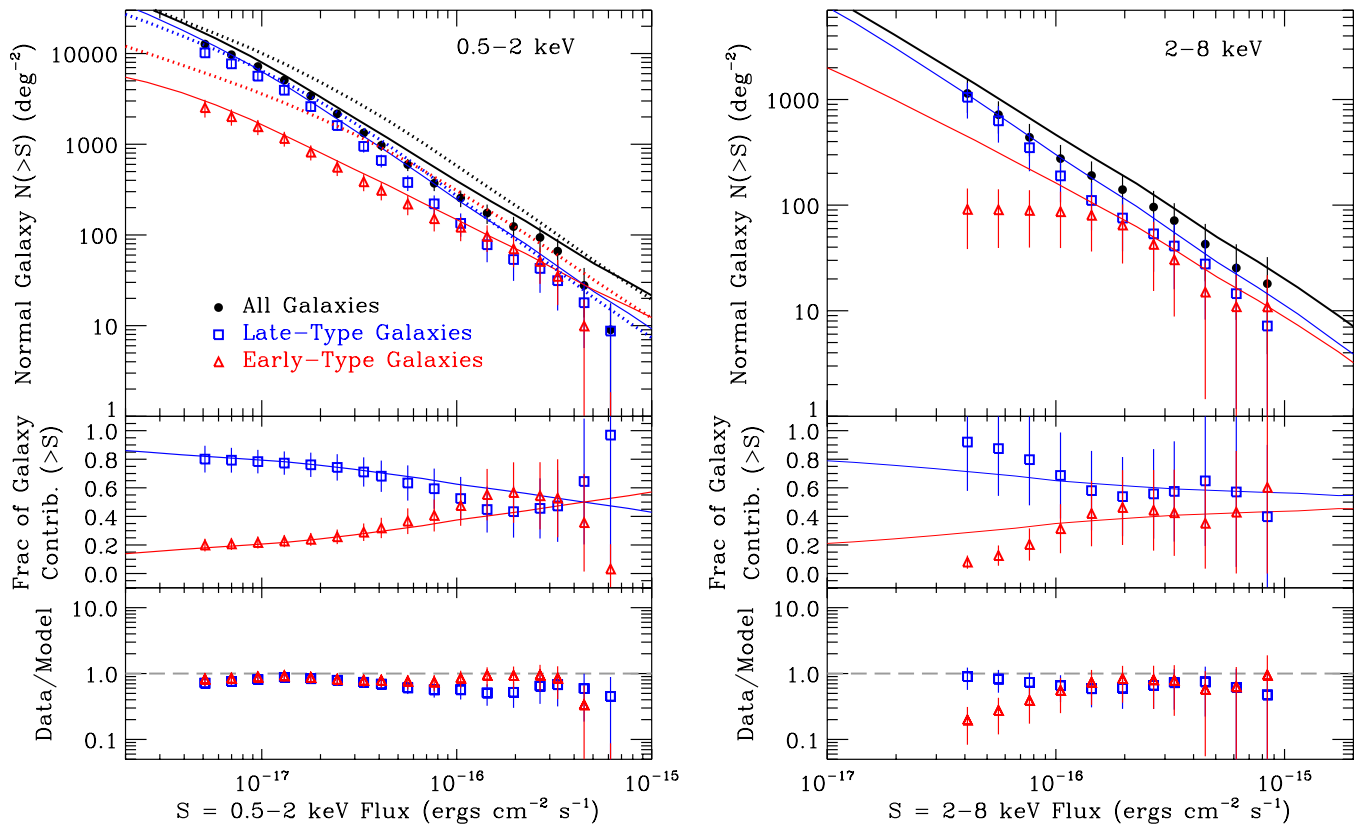 0.5−2 keV
Normal Galaxy N(>S) (deg⁻²)
10000
1000
100
10
1
All Galaxies
Late−Type Galaxies
Early−Type Galaxies
Frac of Galaxy
Contrib. (>S)
1.0
0.8
0.6
0.4
0.2
0.0
Data/Model
10.0
1.0
0.1
10⁻¹⁷
10⁻¹⁶
10⁻¹⁵
S = 0.5−2 keV Flux (ergs cm⁻² s⁻¹)
2−8 keV
Normal Galaxy N(>S) (deg⁻²)
1000
100
10
1
Frac of Galaxy
Contrib. (>S)
1.0
0.8
0.6
0.4
0.2
0.0
Data/Model
10.0
1.0
0.1
10⁻¹⁷
10⁻¹⁶
10⁻¹⁵
S = 2−8 keV Flux (ergs cm⁻² s⁻¹)